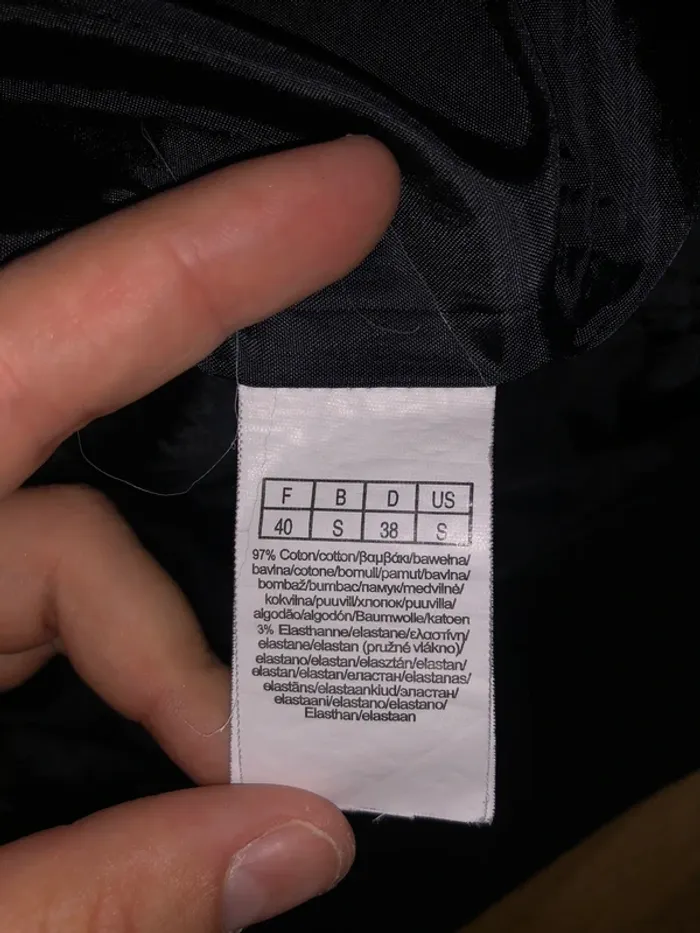 F B D US
40 S 38 S
97% Coton/cotton/βαμβάκι/bawełna/
bavlna/cotone/bomull/pamut/bavlna/
bombaž/bumbac/памук/medvilnė/
kokvilna/puuvill/хлопок/puuvilla/
algodão/algodón/Baumwolle/katoen
3% Elasthanne/elastane/ελαστίνη/
elastane/elastan (pružné vlákno)/
elastano/elastan/elasztán/elastan/
elastan/elastan/еластан/elastanas/
elastāns/elastaankiud/эластан/
elastaani/elastano/elastano/
Elasthan/elastaan